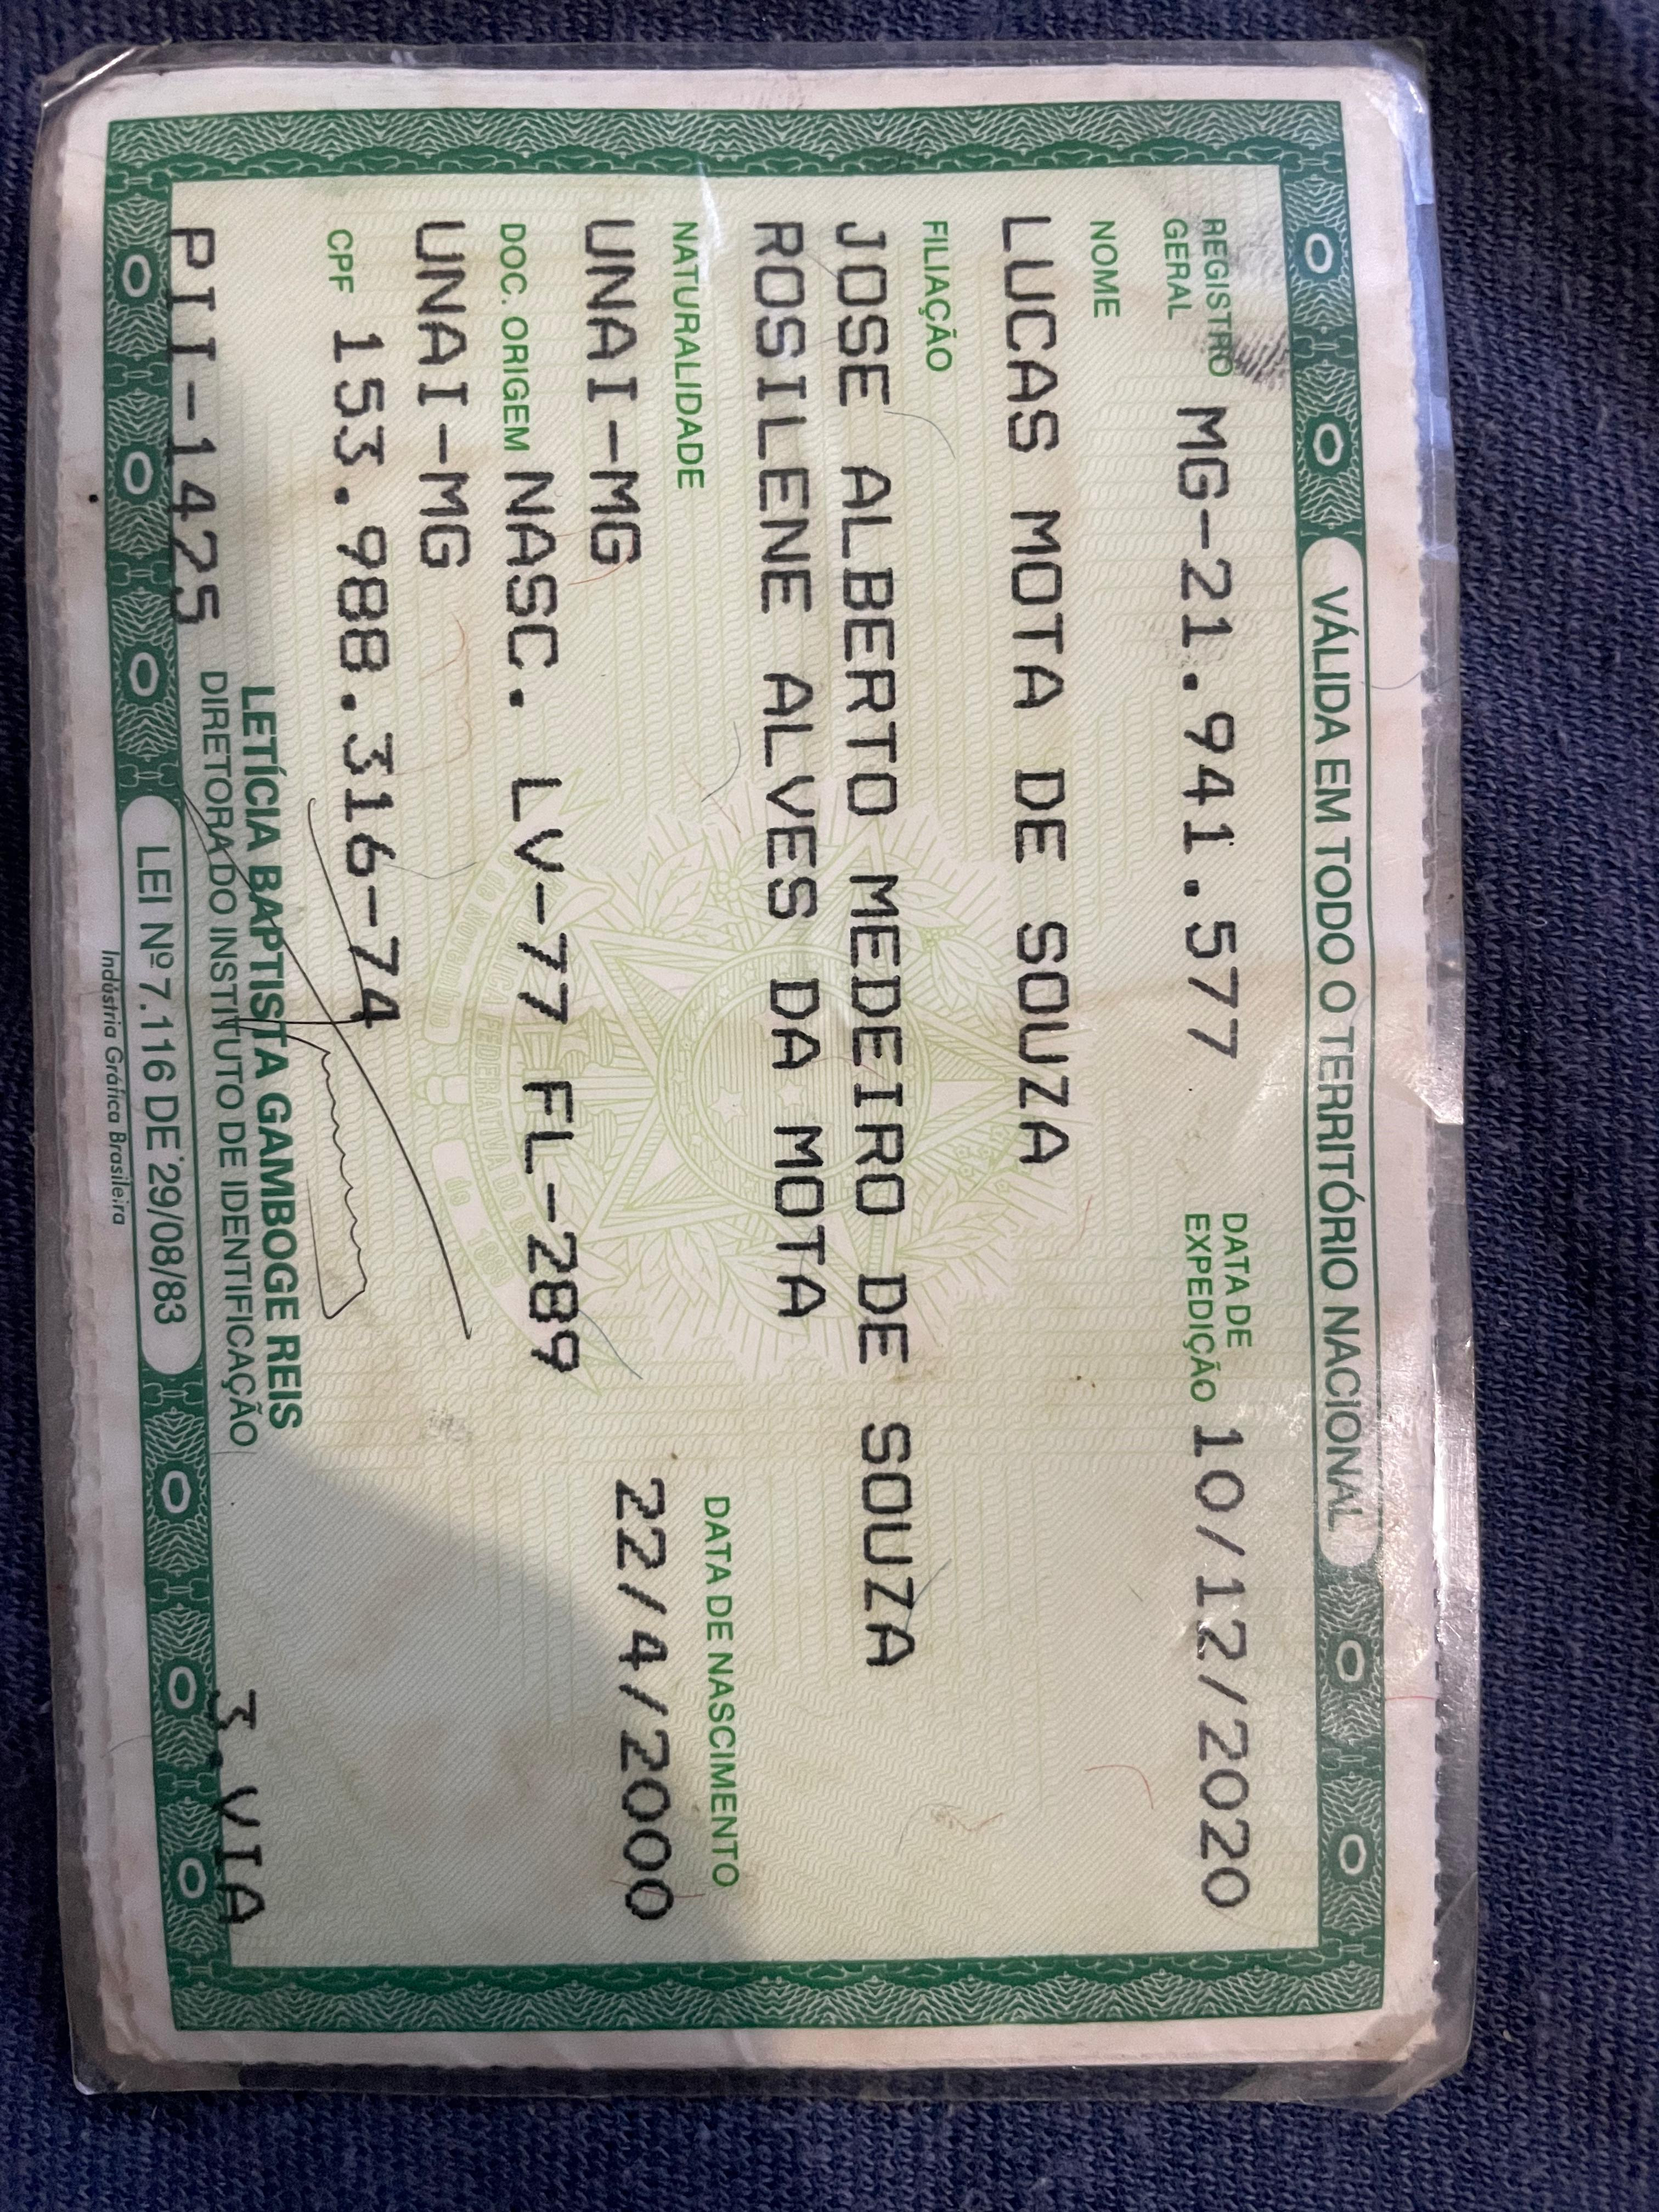 VÁLIDA EM TODO O TERRITÓRIO NACIONAL
REGISTRO GERAL MG-21.941.577 DATA DE EXPEDIÇÃO 10/12/2020
NOME
LUCAS MOTA DE SOUZA
FILIAÇÃO
JOSE ALBERTO MEDEIRO DE SOUZA
ROSILENE ALVES DA MOTA
NATURALIDADE DATA DE NASCIMENTO
UNAI-MG 22/4/2000
DOC. ORIGEM NASC. LV-77 FL-289
UNAI-MG
CPF 153.988.316-74
LETÍCIA BAPTISTA GAMBOGE REIS
PII-1425 DIRETORA DO INSTITUTO DE IDENTIFICAÇÃO 3.VIA
LEI Nº 7.116 DE 29/08/83
Indústria Gráfica Brasileira